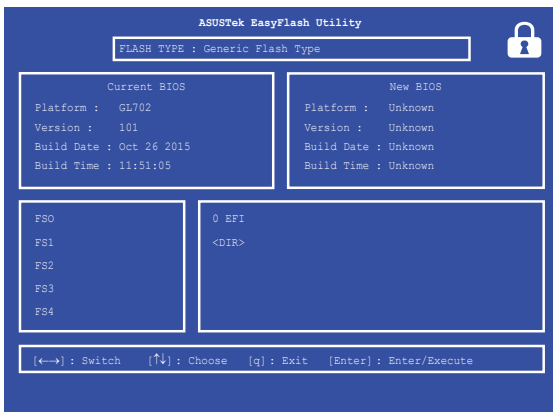 ASUSTek EasyFlash Utility
FLASH TYPE : Generic Flash Type
Current BIOS
Platform : GL702
Version : 101
Build Date : Oct 26 2015
Build Time : 11:51:05
New BIOS
Platform : Unknown
Version : Unknown
Build Date : Unknown
Build Time : Unknown
FSO
FS1
FS2
FS3
FS4
0 EFI
<DIR>
[←→] : Switch [↑↓] : Choose [q] : Exit [Enter] : Enter/Execute